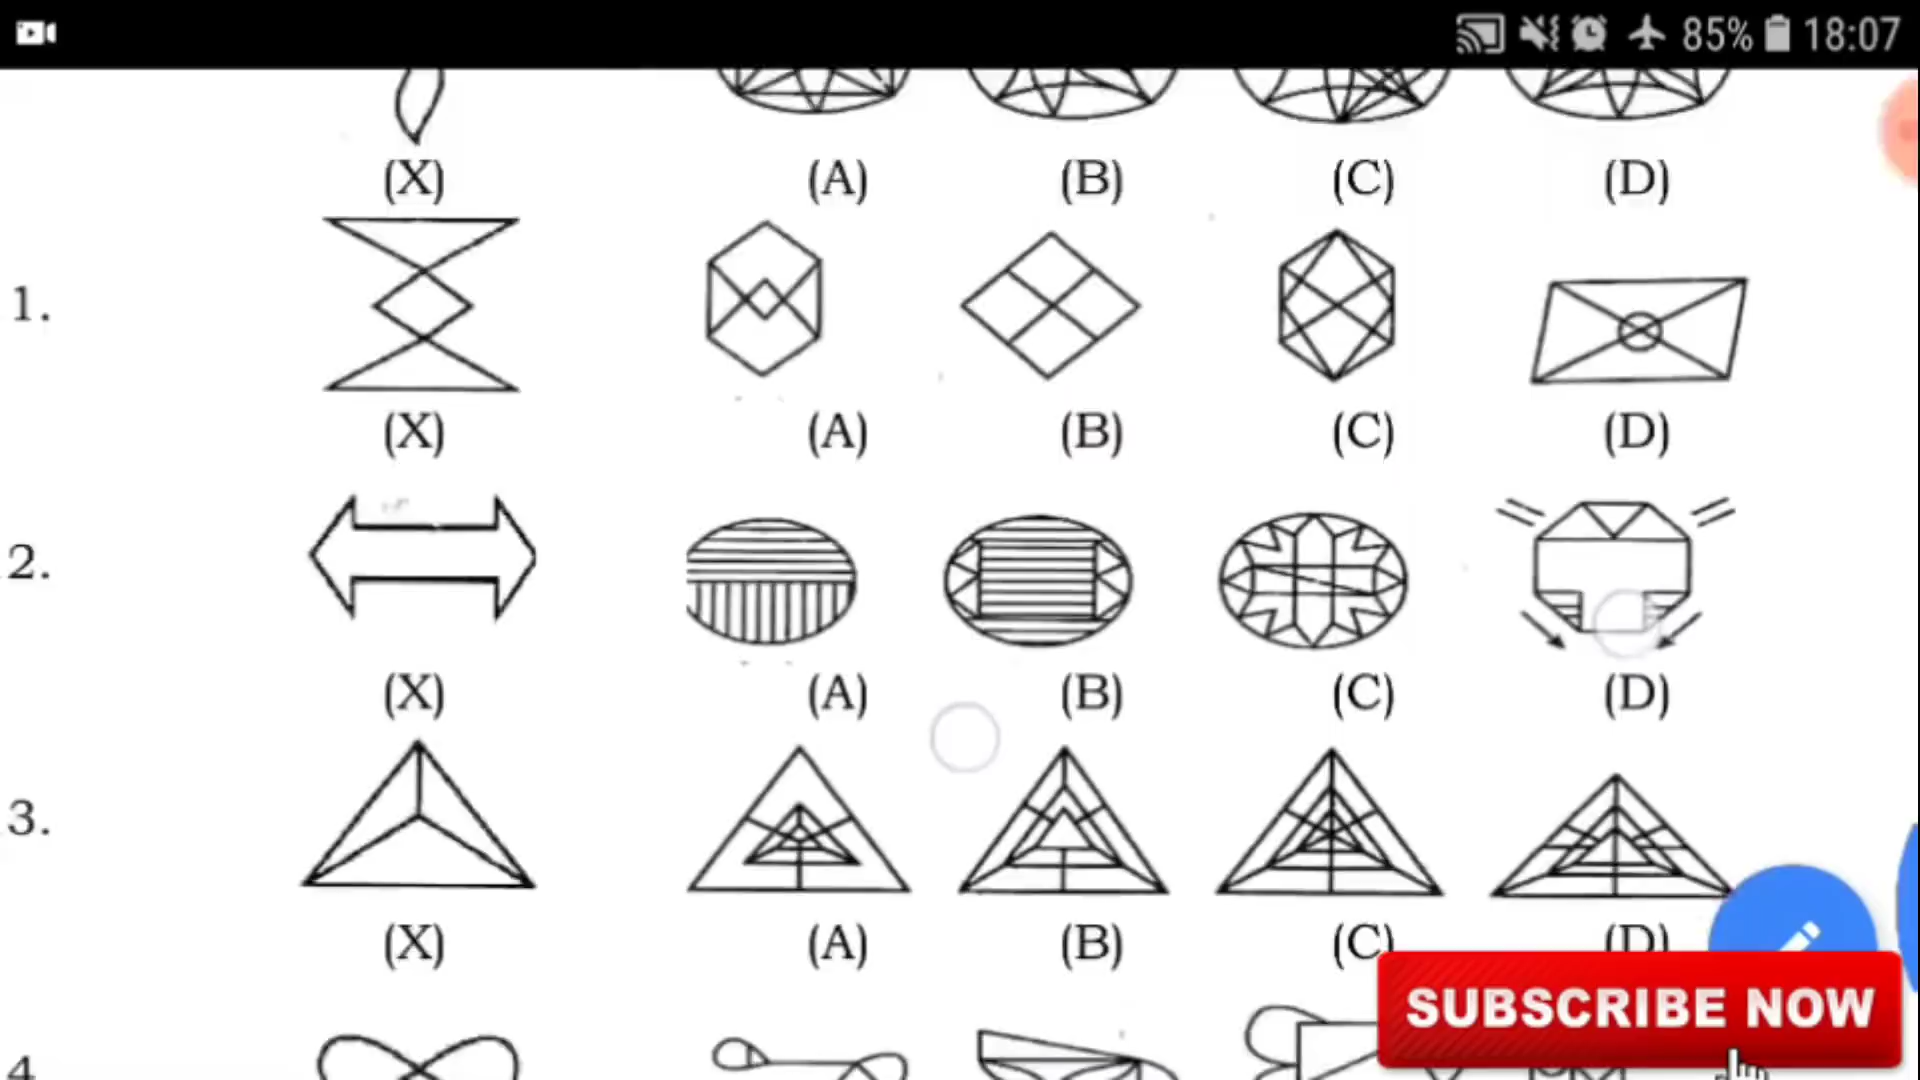 85% 18:07
(X) (A) (B) (C) (D)
1.
(X) (A) (B) (C) (D)
2.
(X) (A) (B) (C) (D)
3.
(X) (A) (B) (C) (D)
4
SUBSCRIBE NOW